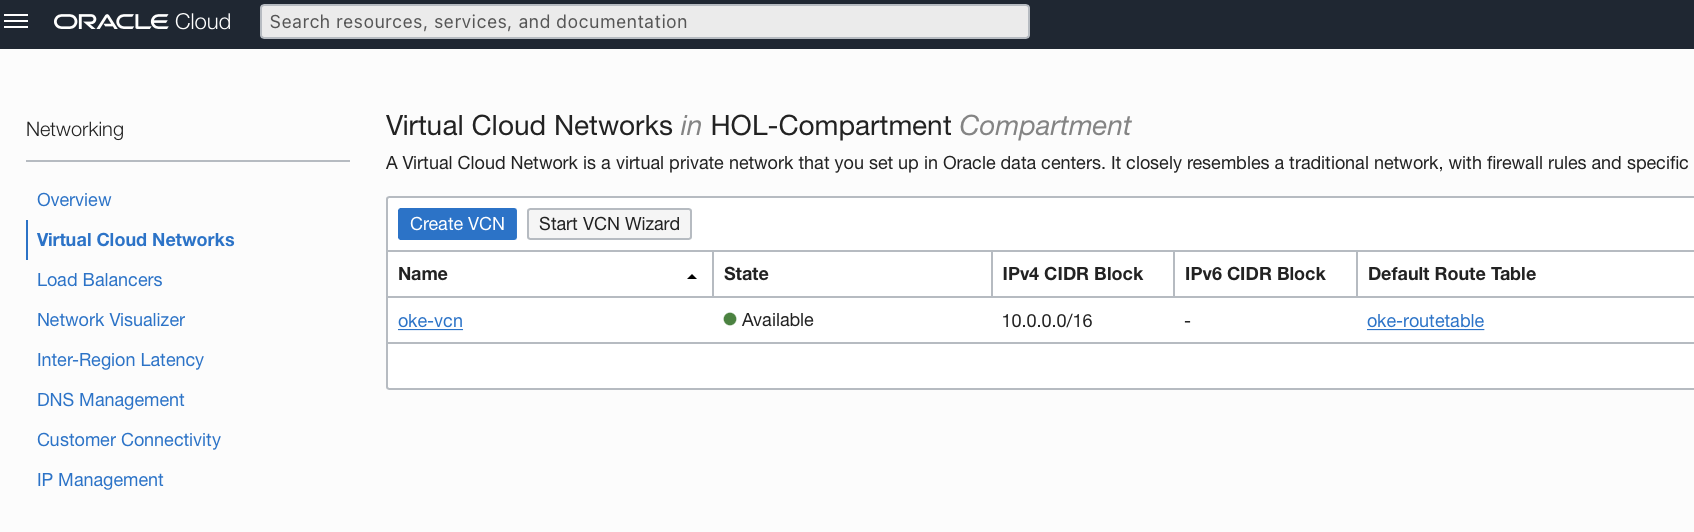 ORACLE Cloud
Search resources, services, and documentation
Networking
Overview
Virtual Cloud Networks
Load Balancers
Network Visualizer
Inter-Region Latency
DNS Management
Customer Connectivity
IP Management
Virtual Cloud Networks in HOL-Compartment Compartment
A Virtual Cloud Network is a virtual private network that you set up in Oracle data centers. It closely resembles a traditional network, with firewall rules and specific
Create VCN Start VCN Wizard
Name State IPv4 CIDR Block IPv6 CIDR Block Default Route Table
oke-vcn Available 10.0.0.0/16 - oke-routetable